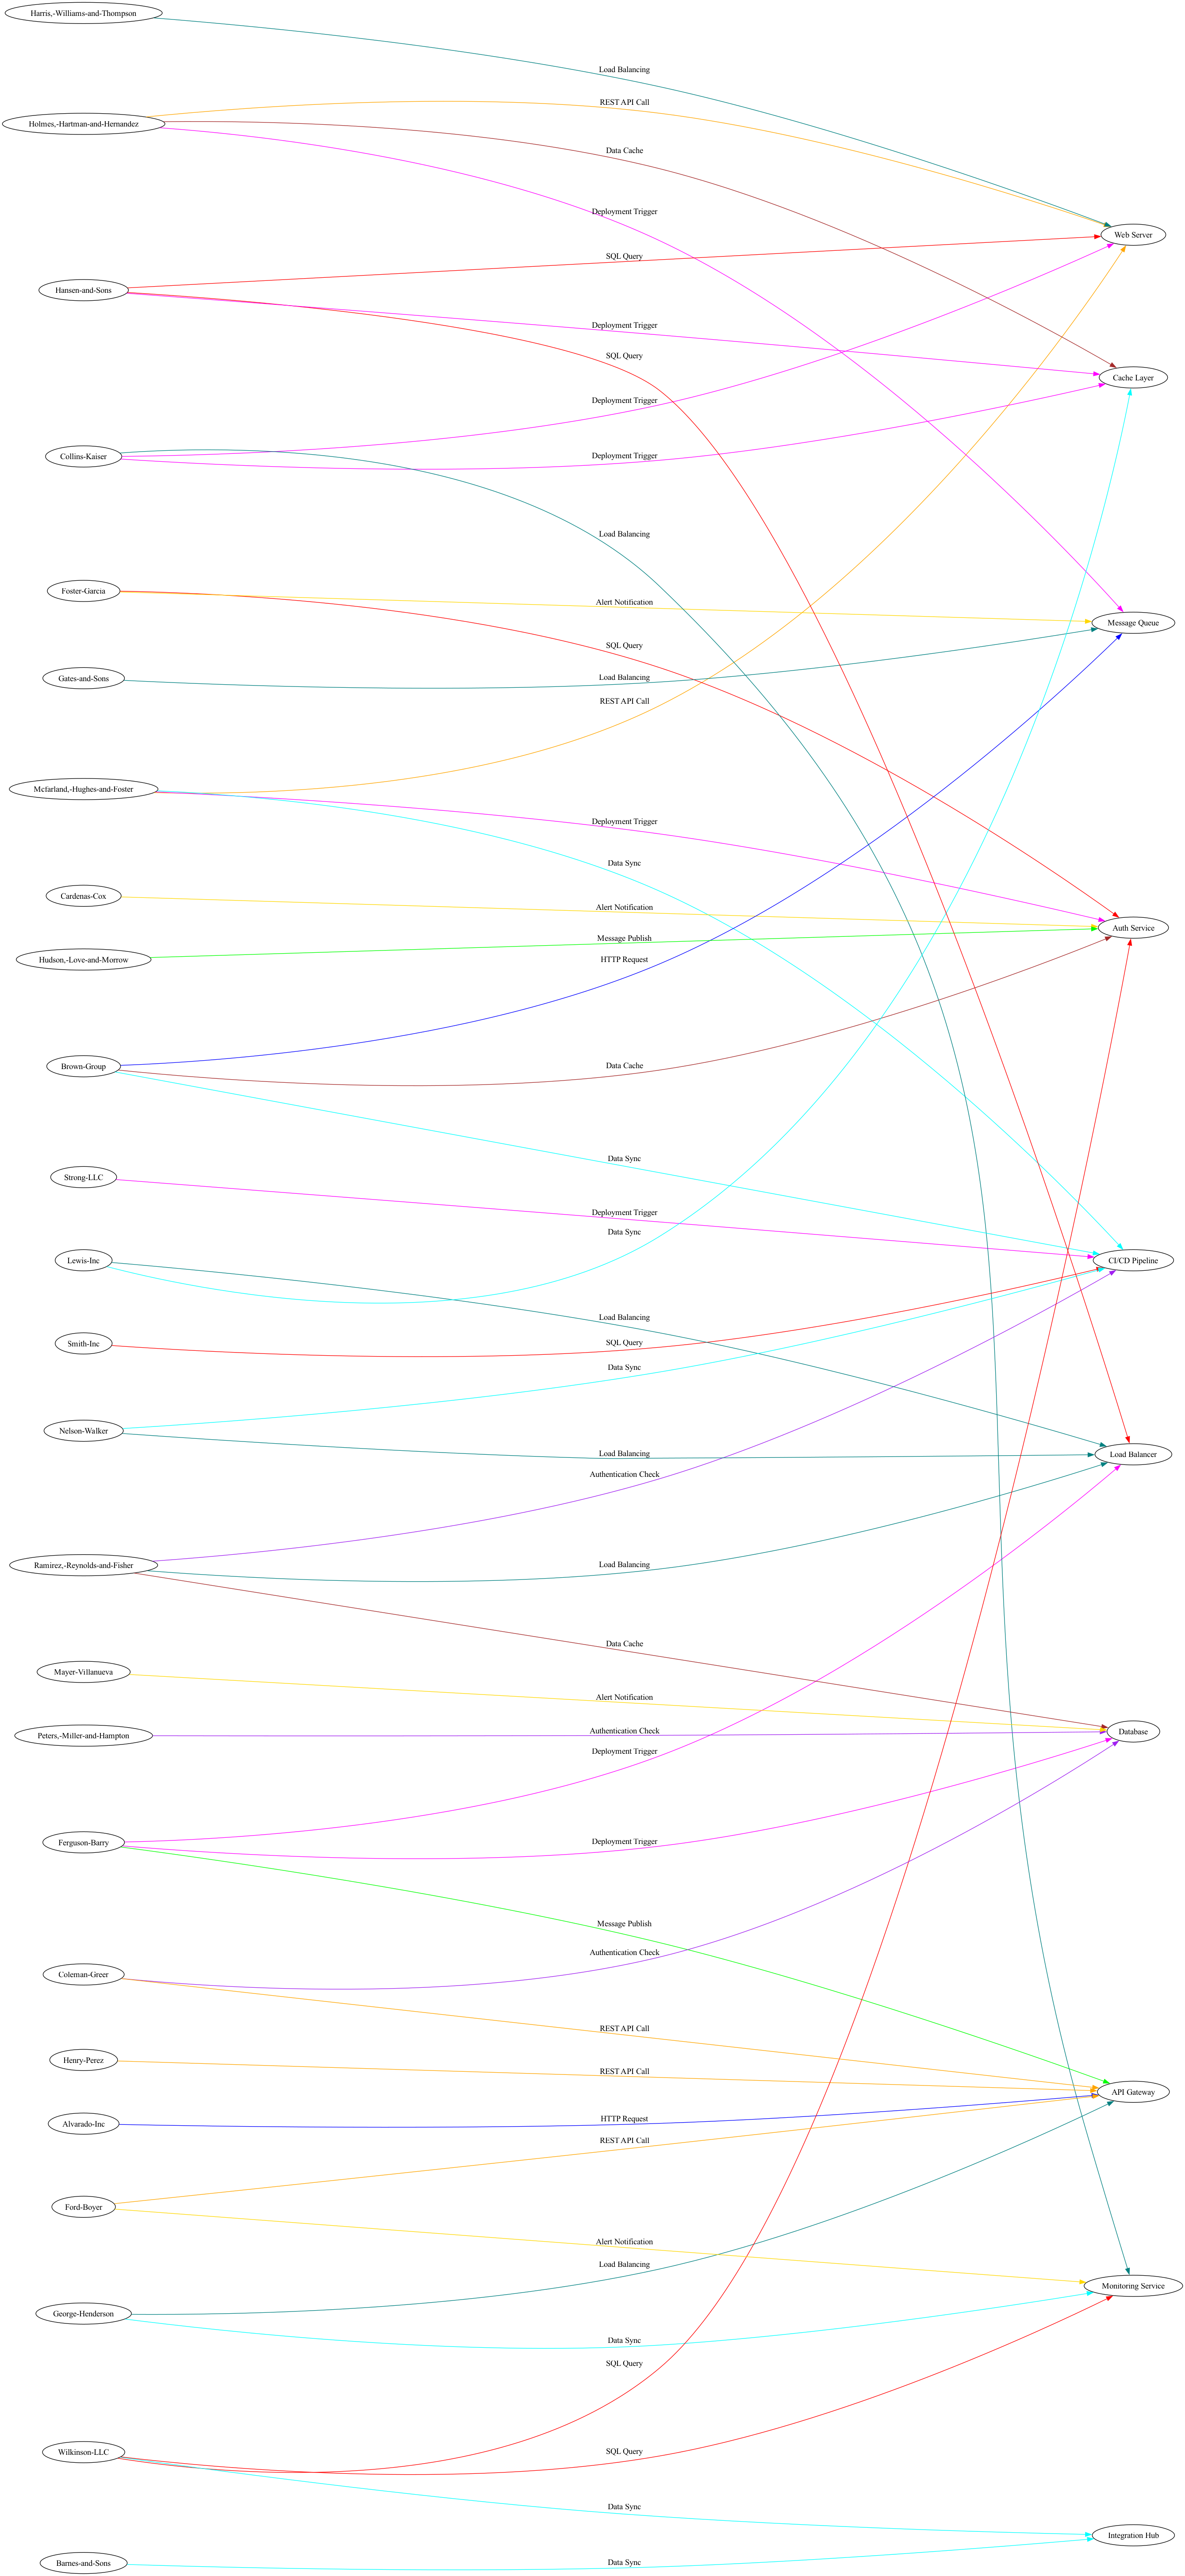 Harris,-Williams-and-Thompson
Load Balancing
REST API Call
Holmes,-Hartman-and-Hernandez
Data Cache
Deployment Trigger
Web Server
SQL Query
Hansen-and-Sons
Deployment Trigger
SQL Query
Cache Layer
Deployment Trigger
Collins-Kaiser
Deployment Trigger
Load Balancing
Foster-Garcia
Alert Notification
Message Queue
SQL Query
Gates-and-Sons
Load Balancing
REST API Call
Mcfarland,-Hughes-and-Foster
Deployment Trigger
Data Sync
Cardenas-Cox
Alert Notification
Auth Service
Message Publish
Hudson,-Love-and-Morrow
HTTP Request
Brown-Group
Data Cache
Data Sync
Strong-LLC
Deployment Trigger
Data Sync
Lewis-Inc
CI/CD Pipeline
Load Balancing
Smith-Inc
SQL Query
Data Sync
Nelson-Walker
Load Balancing
Load Balancer
Authentication Check
Ramirez,-Reynolds-and-Fisher
Load Balancing
Data Cache
Mayer-Villanueva
Alert Notification
Peters,-Miller-and-Hampton
Authentication Check
Database
Deployment Trigger
Ferguson-Barry
Deployment Trigger
Message Publish
Authentication Check
Coleman-Greer
REST API Call
Henry-Perez
REST API Call
API Gateway
Alvarado-Inc
HTTP Request
REST API Call
Ford-Boyer
Alert Notification
Load Balancing
Monitoring Service
George-Henderson
Data Sync
SQL Query
Wilkinson-LLC
SQL Query
Data Sync
Integration Hub
Barnes-and-Sons
Data Sync